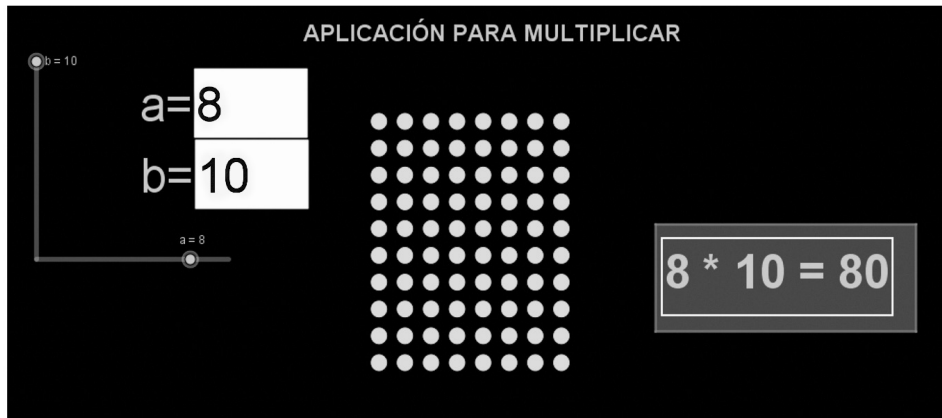 APLICACIÓN PARA MULTIPLICAR
b = 10
a=8
b=10
a = 8
8 * 10 = 80